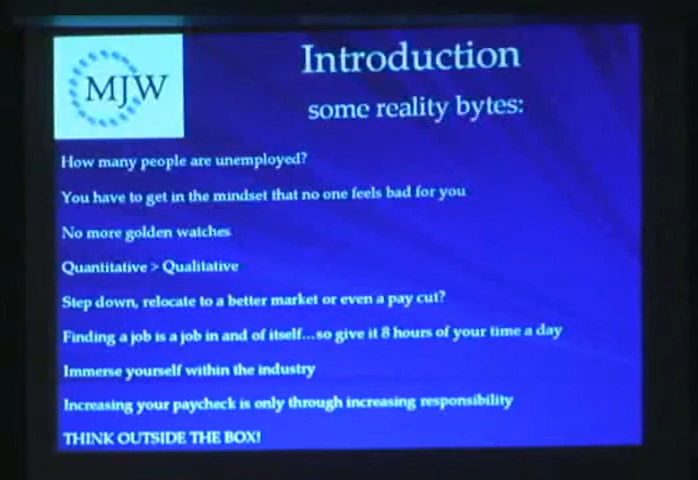 MJW
Introduction
some reality bytes:
How many people are unemployed?
You have to get in the mindset that no one feels bad for you
No more golden watches
Quantitative > Qualitative
Step down, relocate to a better market or even a pay cut?
Finding a job is a job in and of itself...so give it 8 hours of your time a day
Immerse yourself within the industry
Increasing your paycheck is only through increasing responsibility
THINK OUTSIDE THE BOX!